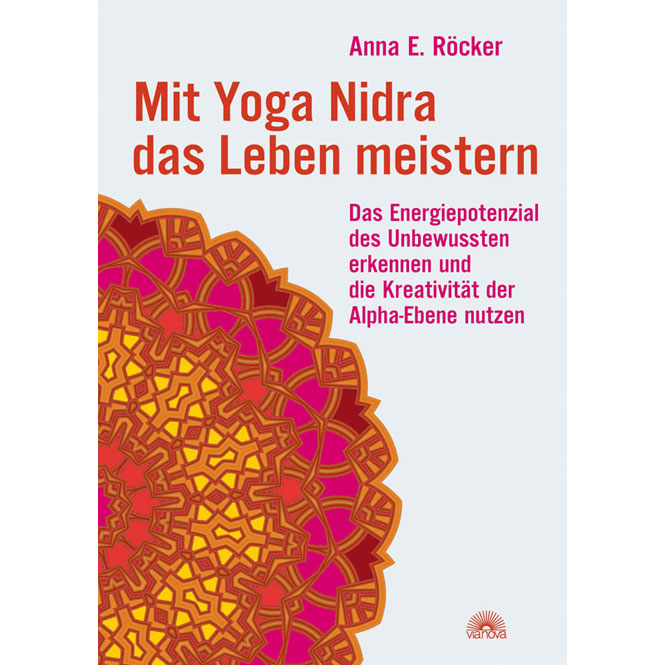 Anna E. Röcker
Mit Yoga Nidra
das Leben meistern
Das Energiepotenzial
des Unbewussten
erkennen und
die Kreativität der
Alpha-Ebene nutzen
vianova